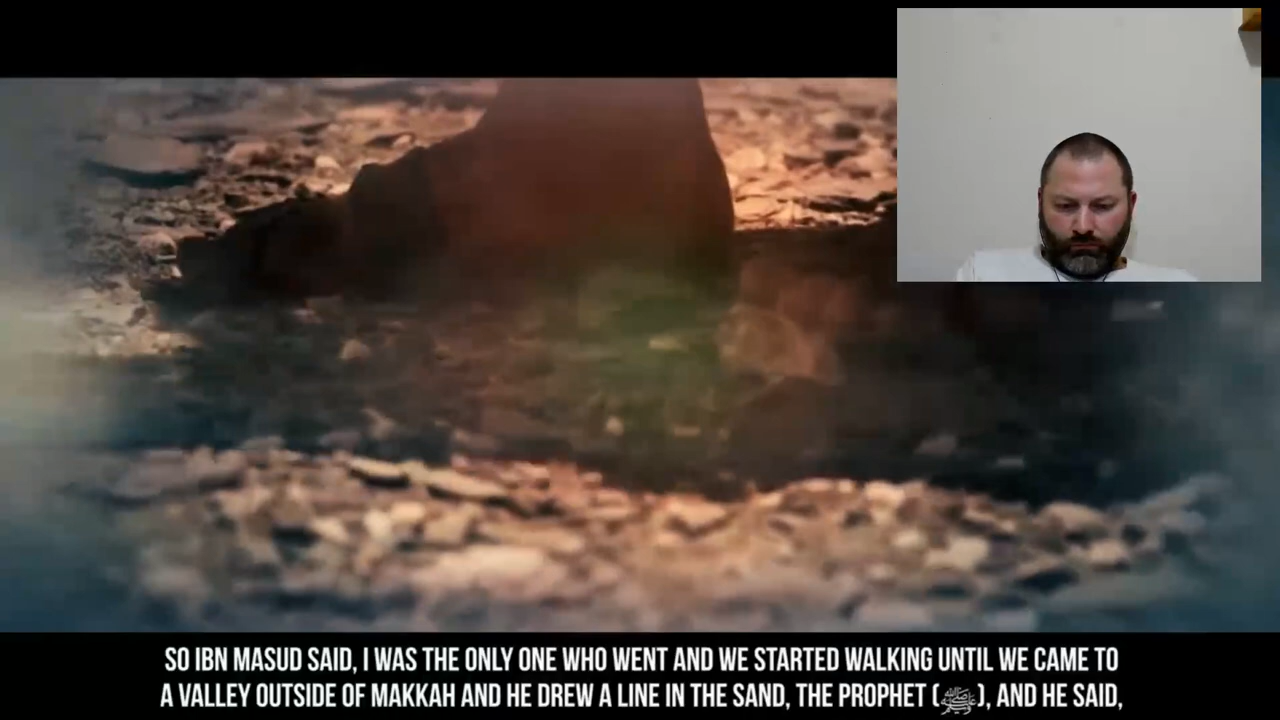 SO IBN MASUD SAID, I WAS THE ONLY ONE WHO WENT AND WE STARTED WALKING UNTIL WE CAME TO
A VALLEY OUTSIDE OF MAKKAH AND HE DREW A LINE IN THE SAND, THE PROPHET (ﷺ), AND HE SAID,